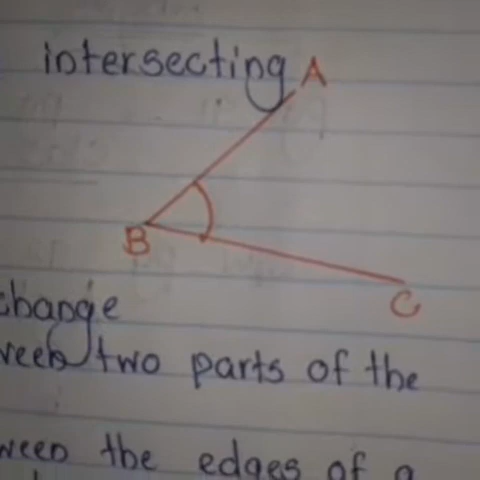 intersecting
A
B
C
change
two parts of the
the edges of a